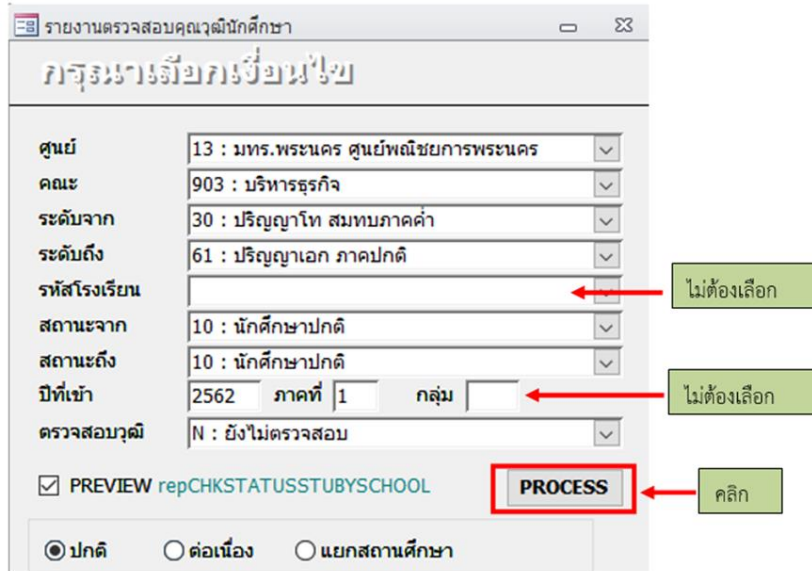 รายงานตรวจสอบคุณวุฒินักศึกษา
กรุณาเลือกเงื่อนไข
ศูนย์ 13 : มทร.พระนคร ศูนย์พณิชยการพระนคร
คณะ 903 : บริหารธุรกิจ
ระดับจาก 30 : ปริญญาโท สมทบภาคค่ำ
ระดับถึง 61 : ปริญญาเอก ภาคปกติ
รหัสโรงเรียน ไม่ต้องเลือก
สถานะจาก 10 : นักศึกษาปกติ
สถานะถึง 10 : นักศึกษาปกติ
ปีที่เข้า 2562 ภาคที่ 1 กลุ่ม ไม่ต้องเลือก
ตรวจสอบวุฒิ N : ยังไม่ตรวจสอบ
PREVIEW repCHKSTATUSSTUBYSCHOOL PROCESS คลิก
ปกติ ต่อเนื่อง แยกสถานศึกษา